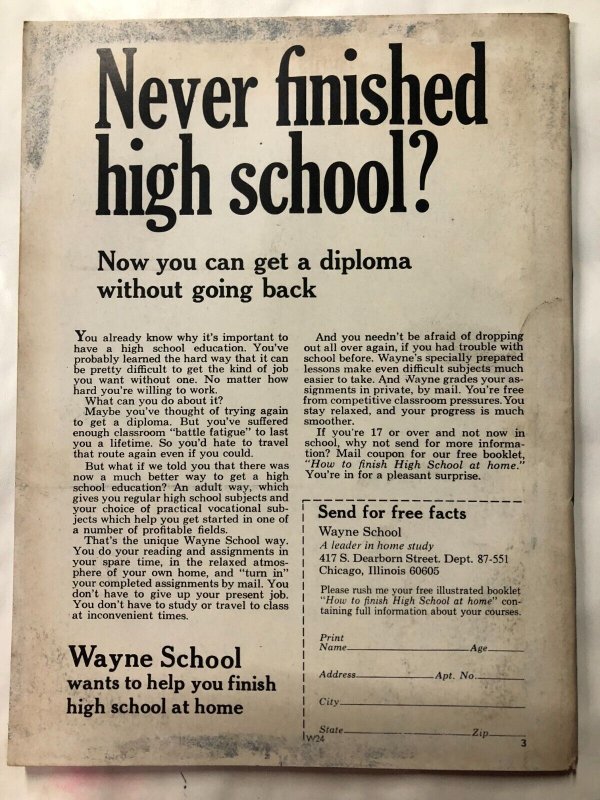 Never finished
high school?
Now you can get a diploma
without going back
You already know why it's important to
have a high school education. You've
probably learned the hard way that it can
be pretty difficult to get the kind of job
you want without one. No matter how
hard you're willing to work.
What can you do about it?
Maybe you've thought of trying again
to get a diploma. But you've suffered
enough classroom "battle fatigue" to last
you a lifetime. So you'd hate to travel
that route again even if you could.
But what if we told you that there was
now a much better way to get a high
school education? An adult way, which
gives you regular high school subjects and
your choice of practical vocational sub-
jects which help you get started in one of
a number of profitable fields.
That's the unique Wayne School way.
You do your reading and assignments in
your spare time, in the relaxed atmos-
phere of your own home, and "turn in"
your completed assignments by mail. You
don't have to give up your present job.
You don't have to study or travel to class
at inconvenient times.
Wayne School
wants to help you finish
high school at home
And you needn't be afraid of dropping
out all over again, if you had trouble with
school before. Wayne's specially prepared
lessons make even difficult subjects much
easier to take. And Wayne grades your as-
signments in private, by mail. You're free
from competitive classroom pressures. You
stay relaxed, and your progress is much
smoother.
If you're 17 or over and not now in
school, why not send for more informa-
tion? Mail coupon for our free booklet,
"How to finish High School at home."
You're in for a pleasant surprise.
Send for free facts
Wayne School
A leader in home study
417 S. Dearborn Street. Dept. 87-551
Chicago, Illinois 60605
Please rush me your free illustrated booklet
"How to finish High School at home" con-
taining full information about your courses.
Print
Name Age
Address Apt. No.
City
State Zip
W24
3